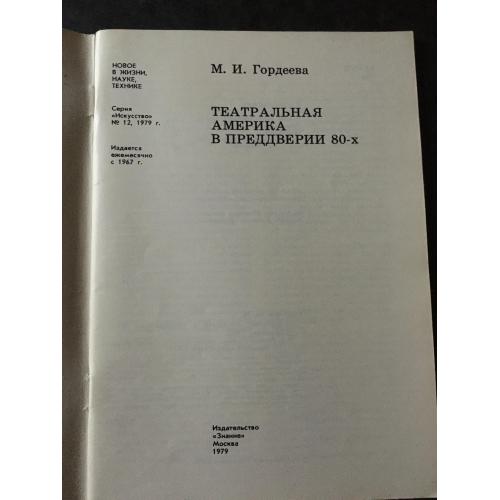 НОВОЕ
В ЖИЗНИ,
НАУКЕ,
ТЕХНИКЕ
Серия
«Искусство»
№ 12, 1979 г.
Издается
ежемесячно
с 1967 г.
М. И. Гордеева
ТЕАТРАЛЬНАЯ
АМЕРИКА
В ПРЕДДВЕРИИ 80-х
Издательство
«Знание»
Москва
1979